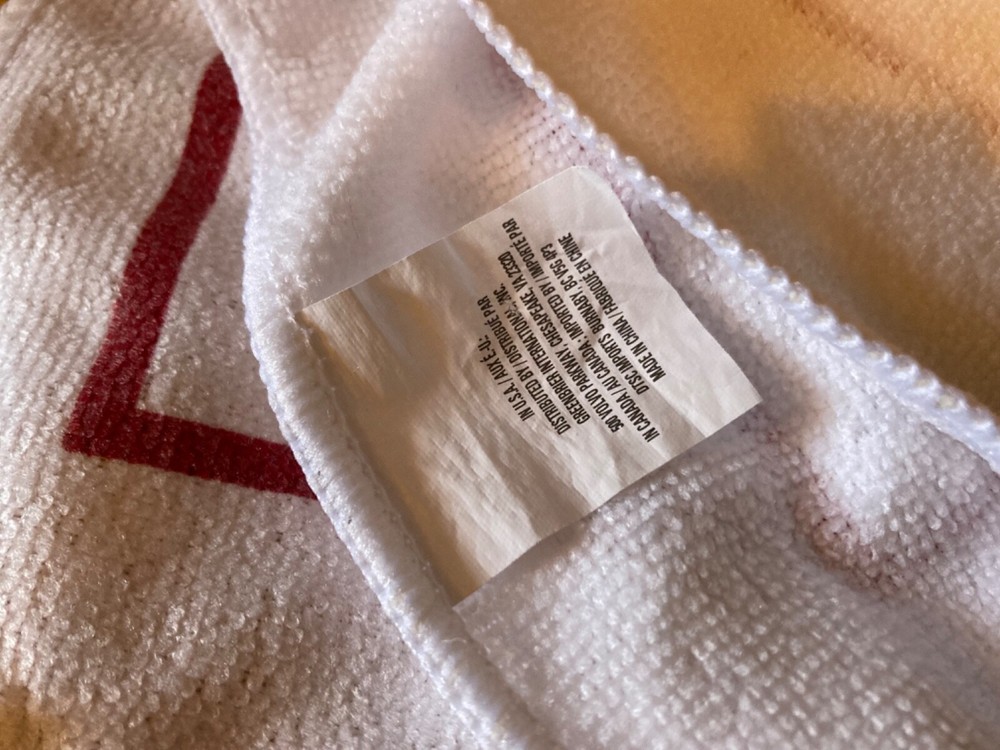 IN U.S.A. / AUX É.-U.:
DISTRIBUTED BY / DISTRIBUÉ PAR
GREENBRIER INTERNATIONAL, INC.
500 VOLVO PARKWAY CHESAPEAKE, VA 23320
IN CANADA / AU CANADA: IMPORTED BY / IMPORTÉ PAR
DTSC IMPORTS BURNABY, BC V5G 4P3
MADE IN CHINA / FABRIQUÉ EN CHINE